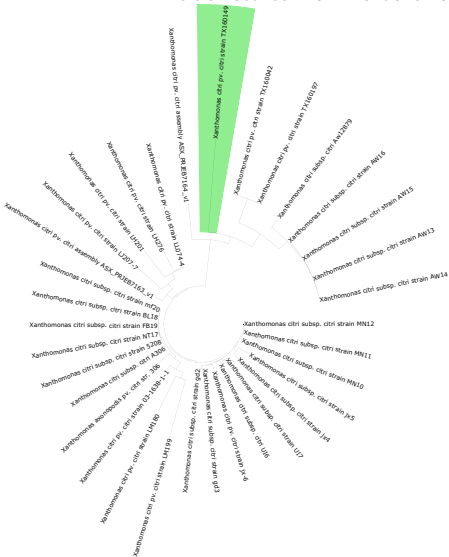 Xanthomonas citri pv. citri assembly ASX_PRJEB7164_v1
Xanthomonas citri pv. citri strain TX160149
Xanthomonas citri pv. citri strain TX160042
Xanthomonas citri pv. citri strain TX160197
Xanthomonas citri subsp. citri Aw12879
Xanthomonas citri subsp. citri strain AW16
Xanthomonas citri subsp. citri strain AW15
Xanthomonas citri subsp. citri strain AW13
Xanthomonas citri subsp. citri strain AW14
Xanthomonas citri subsp. citri strain MN12
Xanthomonas citri subsp. citri strain MN11
Xanthomonas citri subsp. citri strain MN10
Xanthomonas citri subsp. citri strain jx5
Xanthomonas citri subsp. citri strain jx4
Xanthomonas citri subsp. citri strain UI7
Xanthomonas citri subsp. citri UI6
Xanthomonas citri pv. citri strain jx-6
Xanthomonas citri subsp. citri strain gd3
Xanthomonas citri subsp. citri strain gd2
Xanthomonas citri pv. citri strain LM199
Xanthomonas citri pv. citri strain LM180
Xanthomonas citri pv. citri strain 03-1638-1-1
Xanthomonas axonopodis pv. citri str. 306
Xanthomonas citri subsp. citri A306
Xanthomonas citri subsp. citri strain 5208
Xanthomonas citri subsp. citri strain NT17
Xanthomonas citri subsp. citri strain FB19
Xanthomonas citri subsp. citri strain BL18
Xanthomonas citri subsp. citri strain mf20
Xanthomonas citri pv. citri assembly ASX_PRJEB7163_v1
Xanthomonas citri pv. citri strain LJ207-7
Xanthomonas citri pv. citri strain LH201
Xanthomonas citri pv. citri strain LH276
Xanthomonas citri pv. citri strain LL074-4